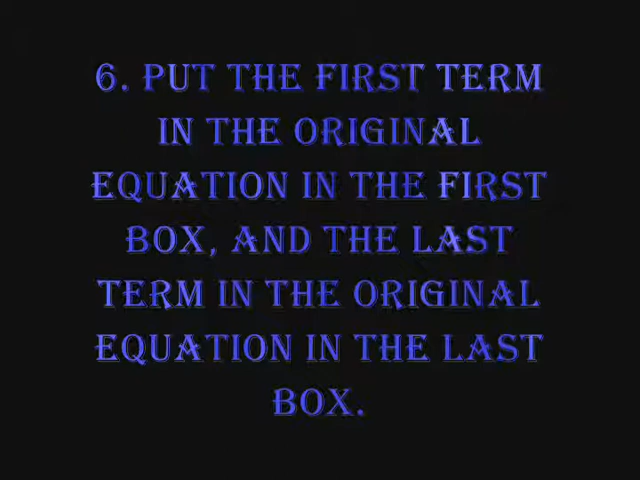 6. PUT THE FIRST TERM
IN THE ORIGINAL
EQUATION IN THE FIRST
BOX, AND THE LAST
TERM IN THE ORIGINAL
EQUATION IN THE LAST
BOX.